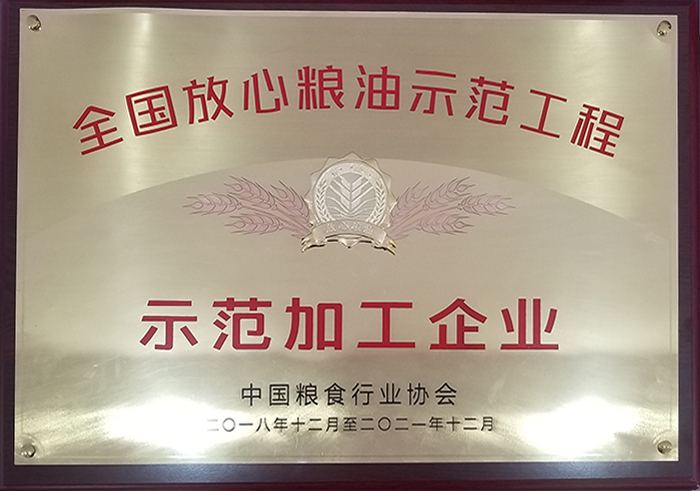 全国放心粮油示范工程
示范加工企业
中国粮食行业协会
二〇一八年十二月至二〇二一年十二月